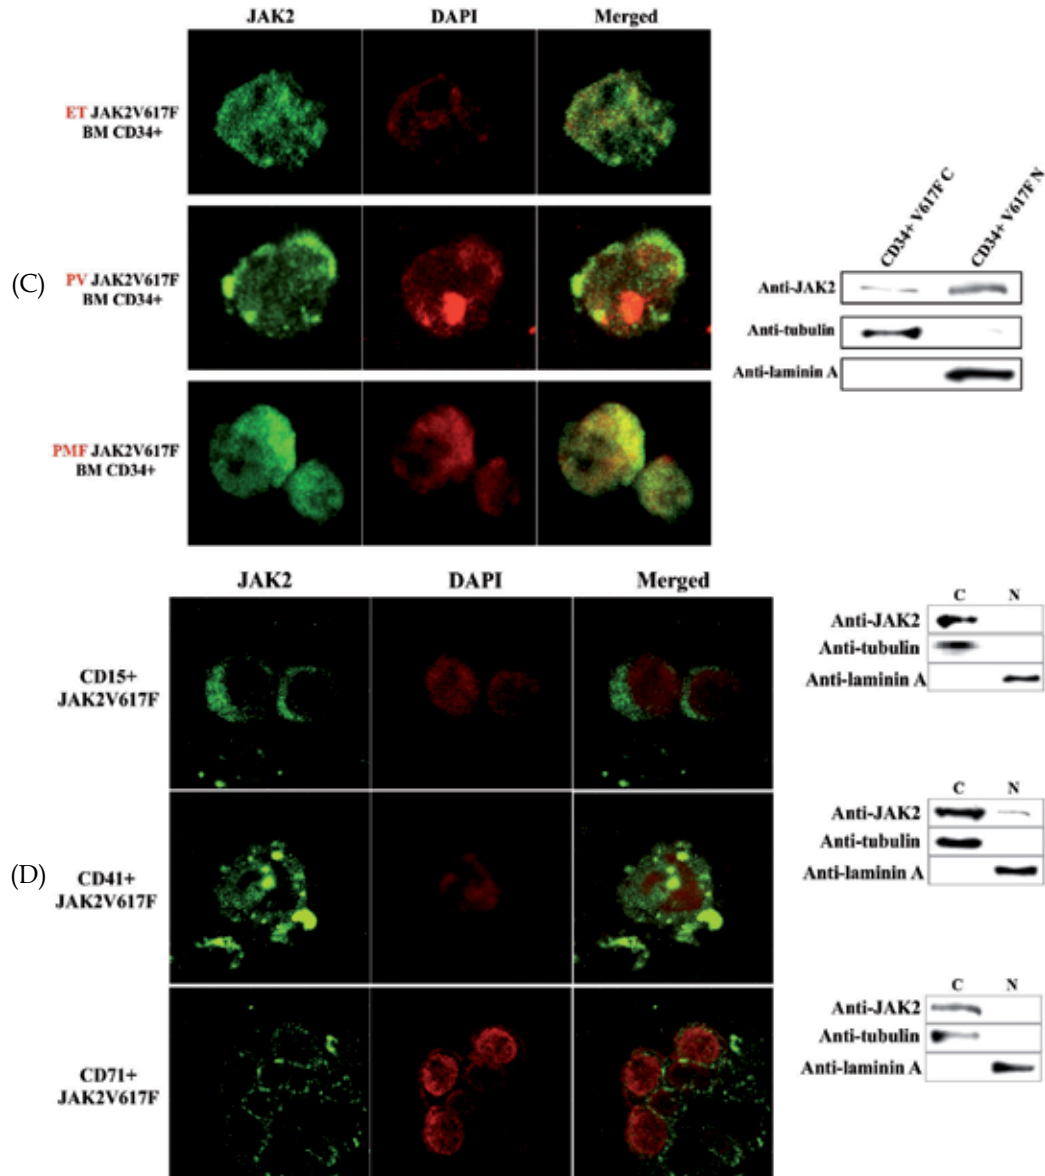 JAK2 DAPI Merged
ET JAK2V617F
BM CD34+
PV JAK2V617F
BM CD34+
PMF JAK2V617F
BM CD34+
(C)
CD34+ V617F C
CD34+ V617F N
Anti-JAK2
Anti-tubulin
Anti-laminin A
JAK2 DAPI Merged
CD15+
JAK2V617F
CD41+
JAK2V617F
CD71+
JAK2V617F
(D)
C N
Anti-JAK2
Anti-tubulin
Anti-laminin A
C N
Anti-JAK2
Anti-tubulin
Anti-laminin A
C N
Anti-JAK2
Anti-tubulin
Anti-laminin A